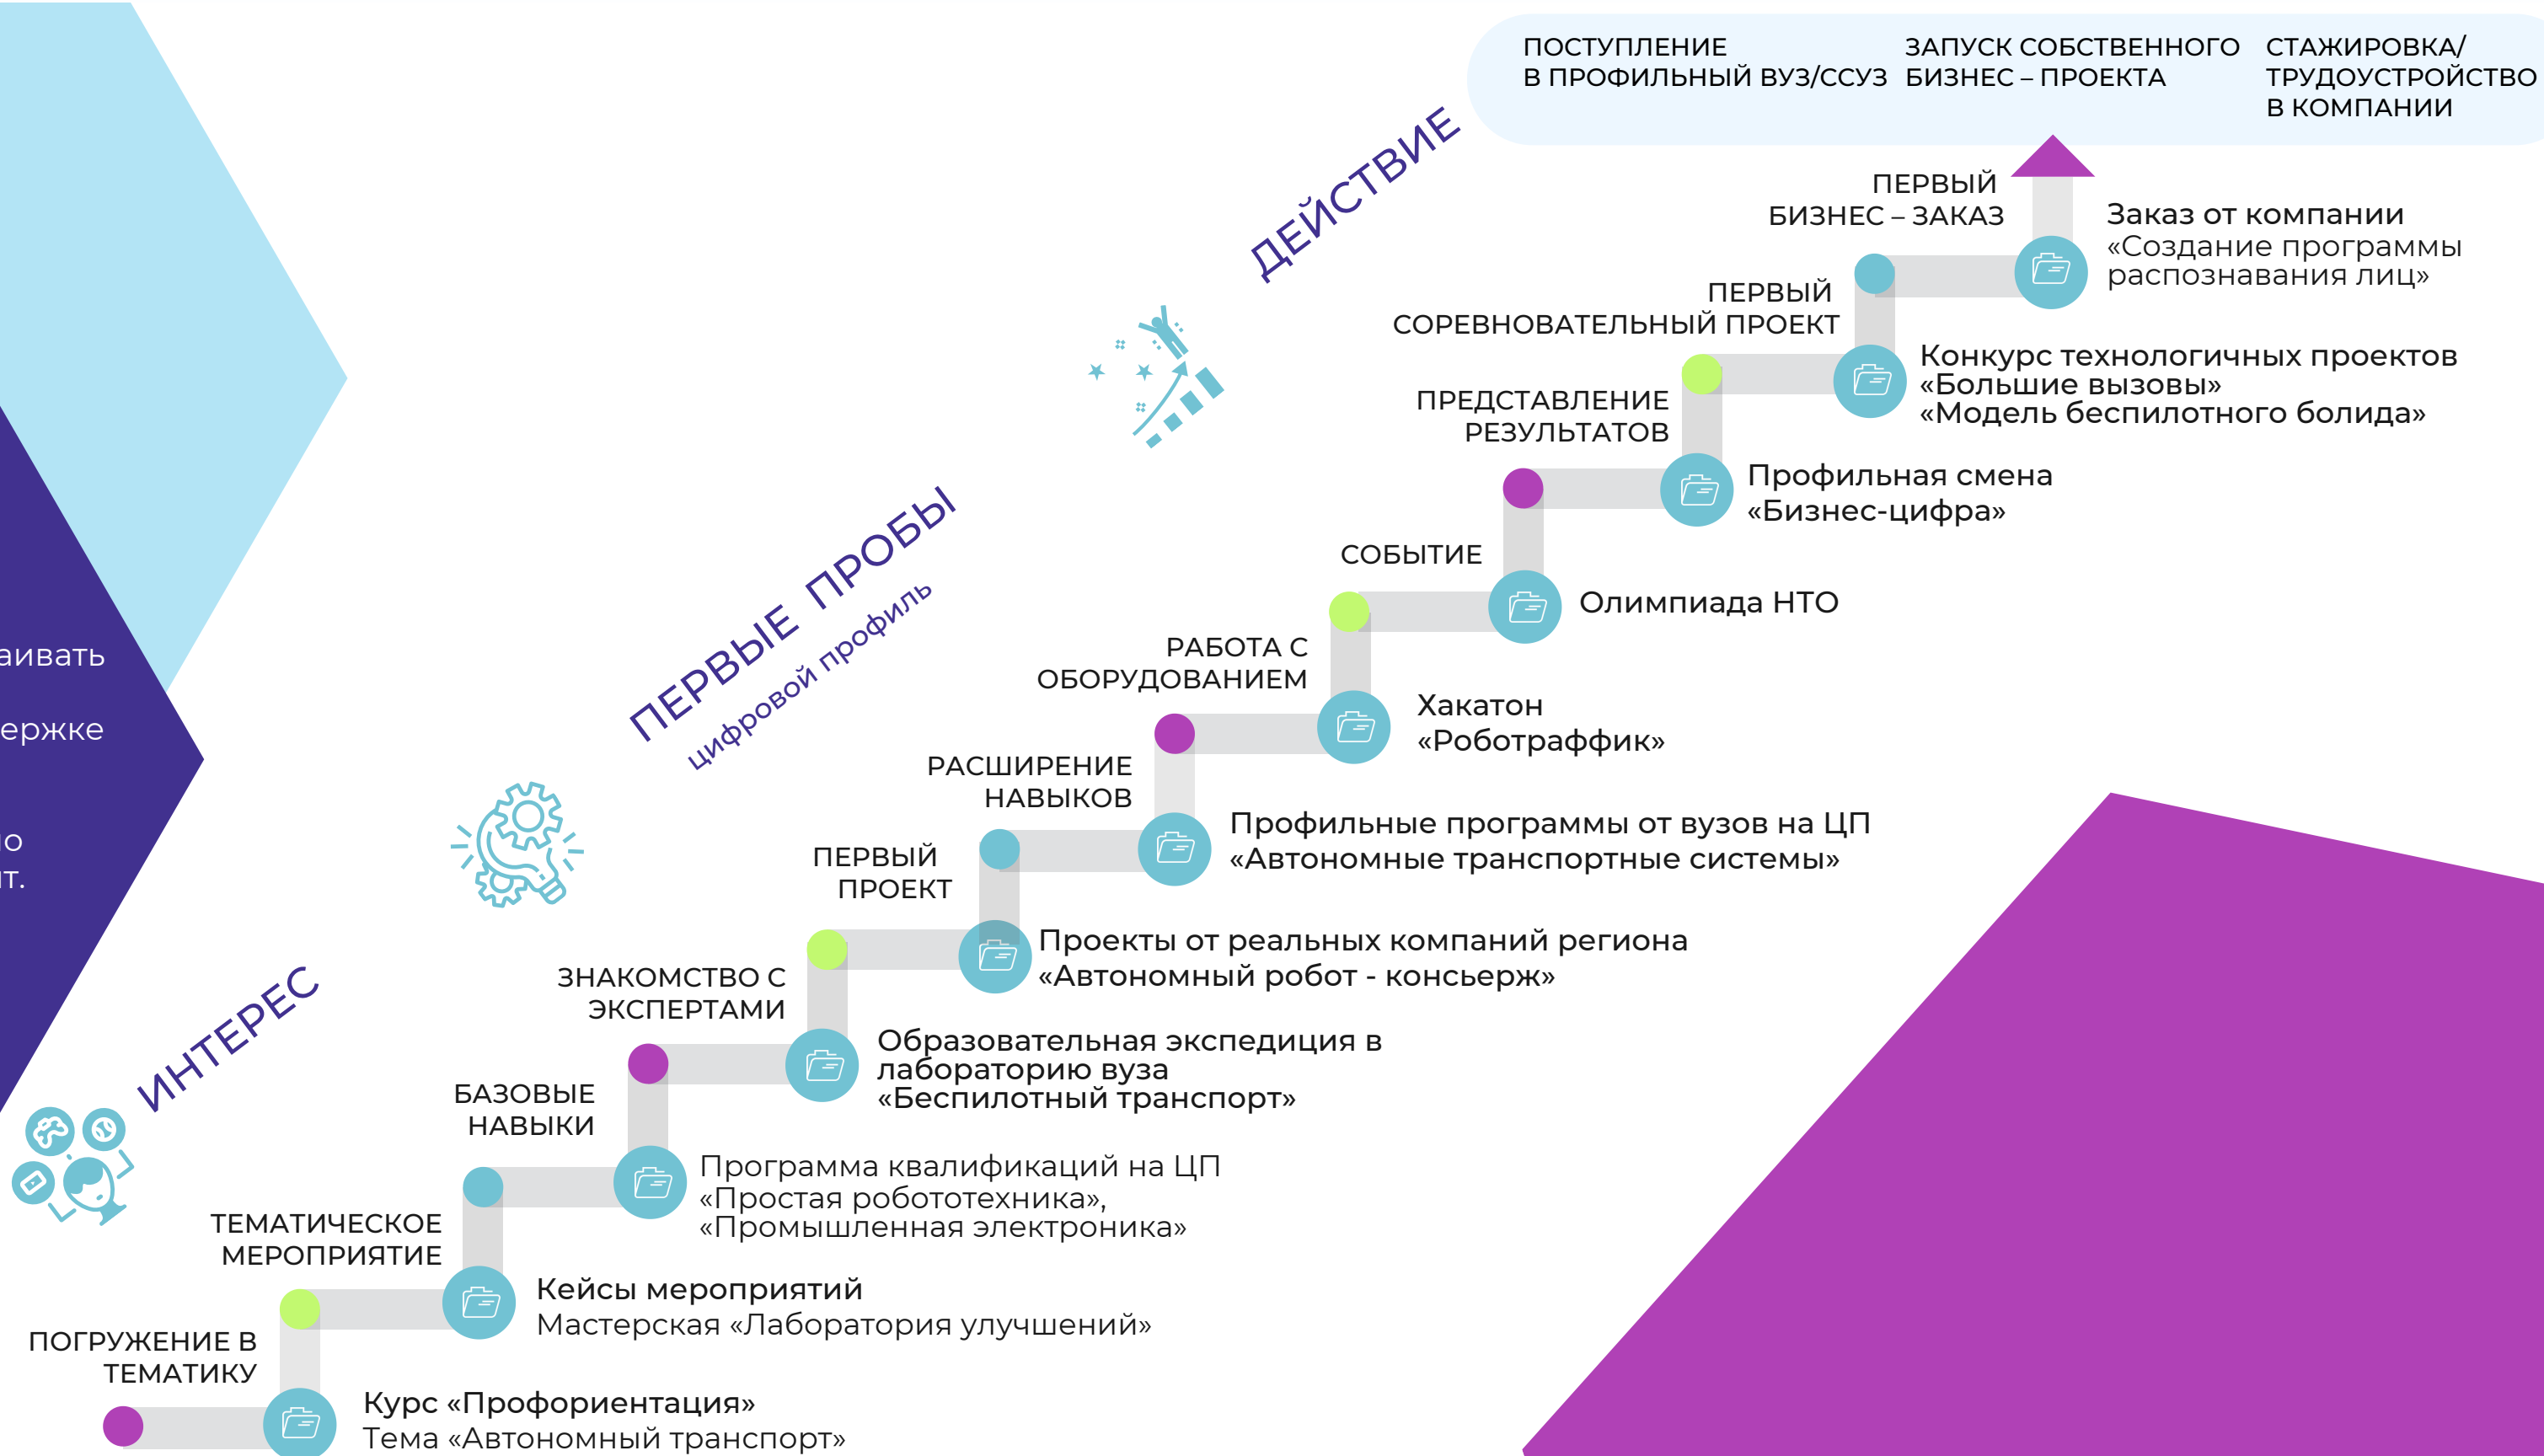 ПОСТУПЛЕНИЕ
В ПРОФИЛЬНЫЙ ВУЗ/ССУЗ
ЗАПУСК СОБСТВЕННОГО
БИЗНЕС – ПРОЕКТА
СТАЖИРОВКА/
ТРУДОУСТРОЙСТВО
В КОМПАНИИ
ДЕЙСТВИЕ
ПЕРВЫЙ
БИЗНЕС – ЗАКАЗ
Заказ от компании
«Создание программы
распознавания лиц»
ПЕРВЫЙ
СОРЕВНОВАТЕЛЬНЫЙ ПРОЕКТ
Конкурс технологичных проектов
«Большие вызовы»
«Модель беспилотного болида»
ПРЕДСТАВЛЕНИЕ
РЕЗУЛЬТАТОВ
Профильная смена
«Бизнес-цифра»
СОБЫТИЕ
Олимпиада НТО
ПЕРВЫЕ ПРОБЫ
цифровой профиль
РАБОТА С
ОБОРУДОВАНИЕМ
Хакатон
«Роботраффик»
РАСШИРЕНИЕ
НАВЫКОВ
Профильные программы от вузов на ЦП
«Автономные транспортные системы»
ПЕРВЫЙ
ПРОЕКТ
Проекты от реальных компаний региона
«Автономный робот - консьерж»
ЗНАКОМСТВО С
ЭКСПЕРТАМИ
Образовательная экспедиция в
лабораторию вуза
«Беспилотный транспорт»
ИНТЕРЕС
БАЗОВЫЕ
НАВЫКИ
Программа квалификаций на ЦП
«Простая робототехника»,
«Промышленная электроника»
ТЕМАТИЧЕСКОЕ
МЕРОПРИЯТИЕ
Кейсы мероприятий
Мастерская «Лаборатория улучшений»
ПОГРУЖЕНИЕ В
ТЕМАТИКУ
Курс «Профориентация»
Тема «Автономный транспорт»